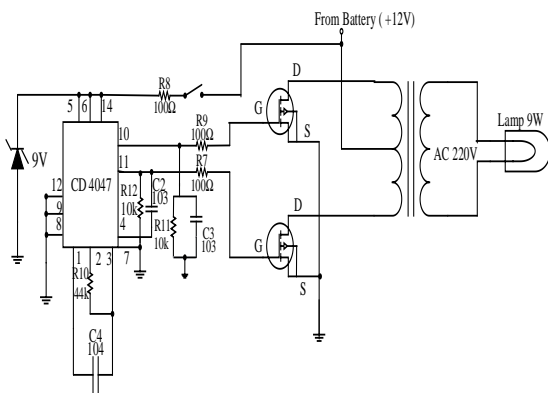 From Battery ( +12V)
R8
100Ω
D
5 6 14
G
S
Lamp 9W
10
R9
100Ω
9V
11
R7
100Ω
AC 220V
CD 4047
12
9
8
R12
10k
4
C2
103
R11
10k
C3
103
D
G
S
1 2 3 7
R10
44k
C4
104